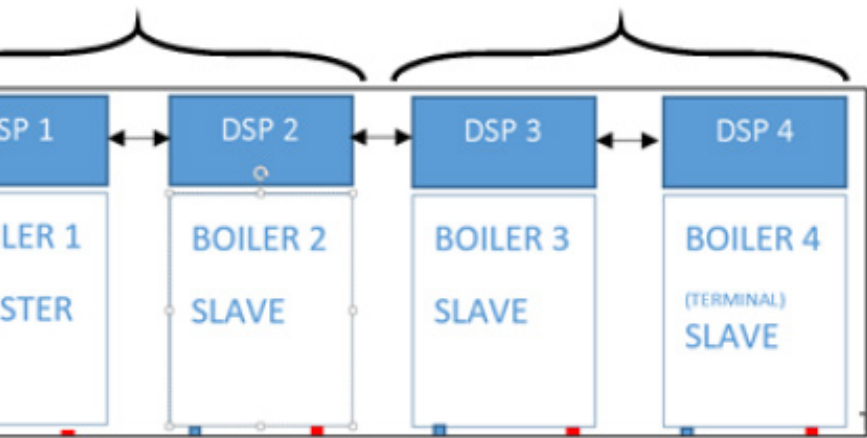 SP 1
DSP 2
DSP 3
DSP 4
LER 1
STER
BOILER 2
SLAVE
BOILER 3
SLAVE
BOILER 4
(TERMINAL)
SLAVE